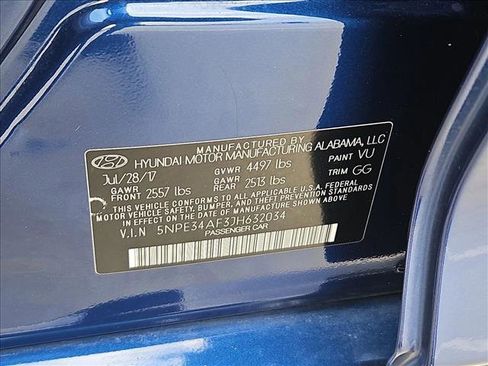 MANUFACTURED BY
HYUNDAI MOTOR MANUFACTURING ALABAMA, LLC
Jul/28/17 GVWR 4497 lbs PAINT VU
GAWR FRONT 2557 lbs GAWR REAR 2513 lbs TRIM GG
THIS VEHICLE CONFORMS TO ALL APPLICABLE U.S.A. FEDERAL
MOTOR VEHICLE SAFETY, BUMPER, AND THEFT PREVENTION STANDARDS
IN EFFECT ON THE DATE OF MANUFACTURE SHOWN ABOVE.
V.I.N 5NPE34AF3JH632034
PASSENGER CAR